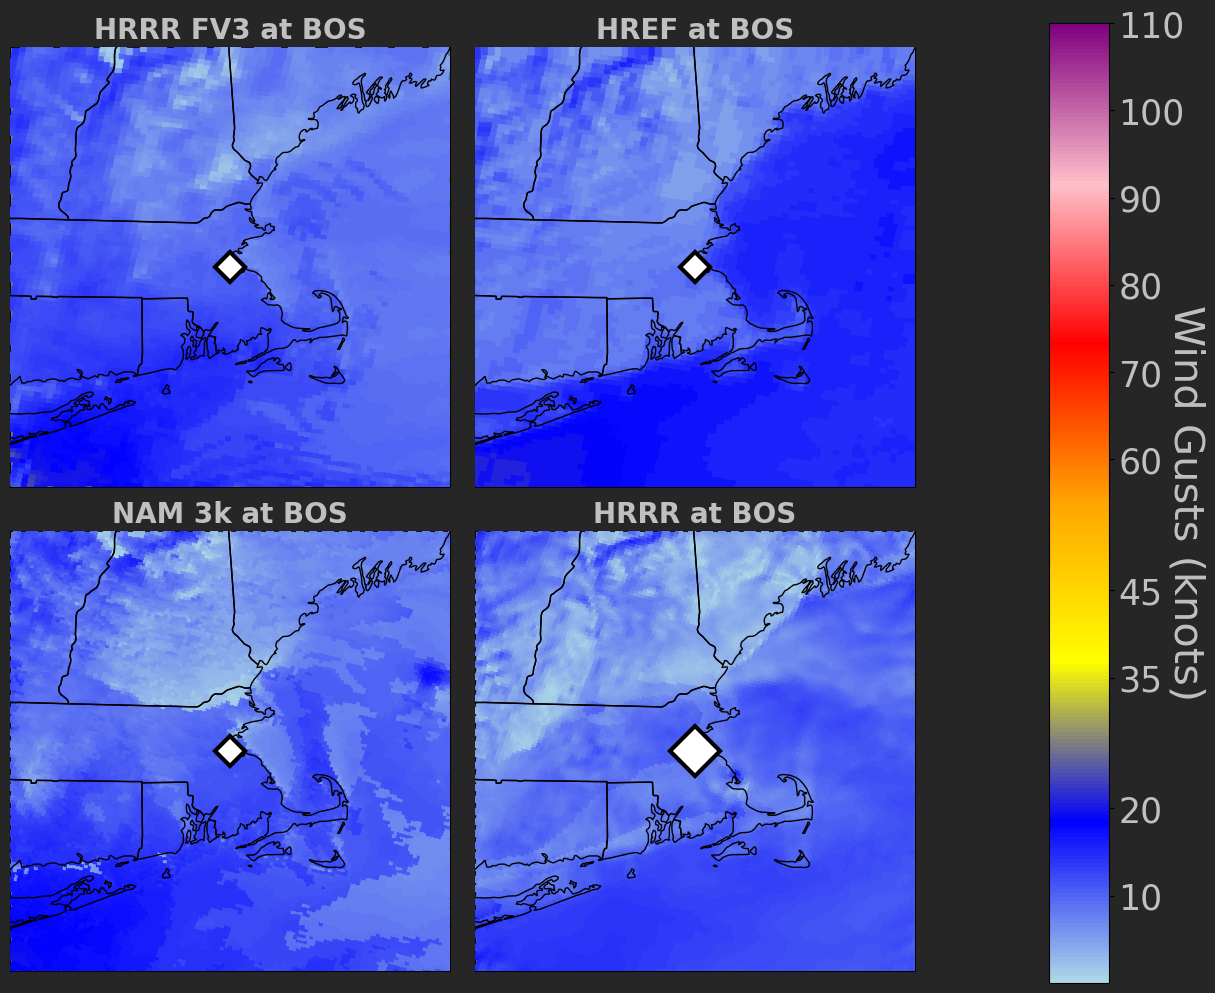 HRRR FV3 at BOS
HREF at BOS
NAM 3k at BOS
HRRR at BOS
110
100
90
80
70
60
45
35
20
10
Wind Gusts (knots)